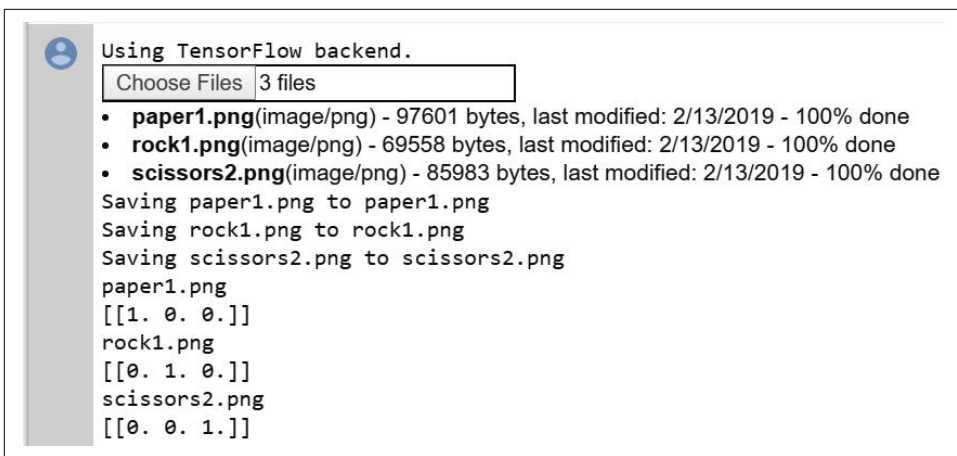 Using TensorFlow backend.
Choose Files 3 files
• paper1.png(image/png) - 97601 bytes, last modified: 2/13/2019 - 100% done
• rock1.png(image/png) - 69558 bytes, last modified: 2/13/2019 - 100% done
• scissors2.png(image/png) - 85983 bytes, last modified: 2/13/2019 - 100% done
Saving paper1.png to paper1.png
Saving rock1.png to rock1.png
Saving scissors2.png to scissors2.png
paper1.png
[[1. 0. 0.]]
rock1.png
[[0. 1. 0.]]
scissors2.png
[[0. 0. 1.]]